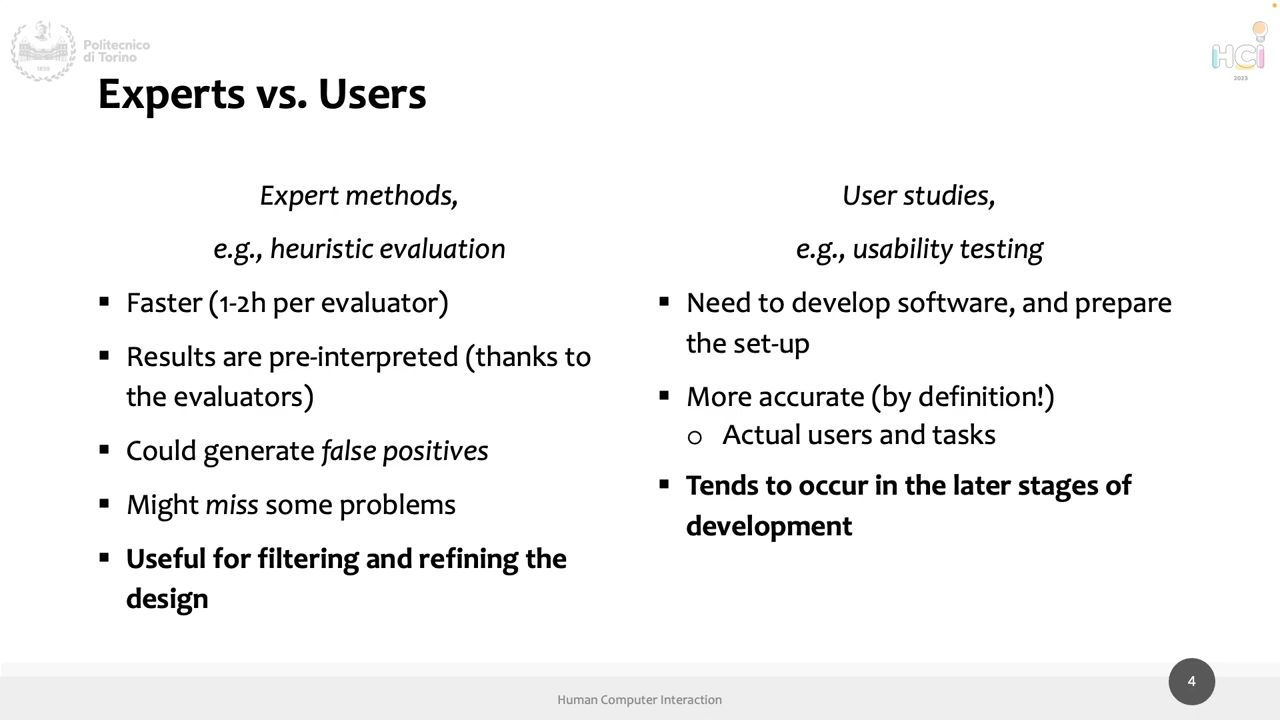 Politecnico
di Torino
1859
HCI
2023
Experts vs. Users
Expert methods,
e.g., heuristic evaluation
▪ Faster (1-2h per evaluator)
▪ Results are pre-interpreted (thanks to
the evaluators)
▪ Could generate false positives
▪ Might miss some problems
▪ Useful for filtering and refining the
design
User studies,
e.g., usability testing
▪ Need to develop software, and prepare
the set-up
▪ More accurate (by definition!)
o Actual users and tasks
▪ Tends to occur in the later stages of
development
Human Computer Interaction
4